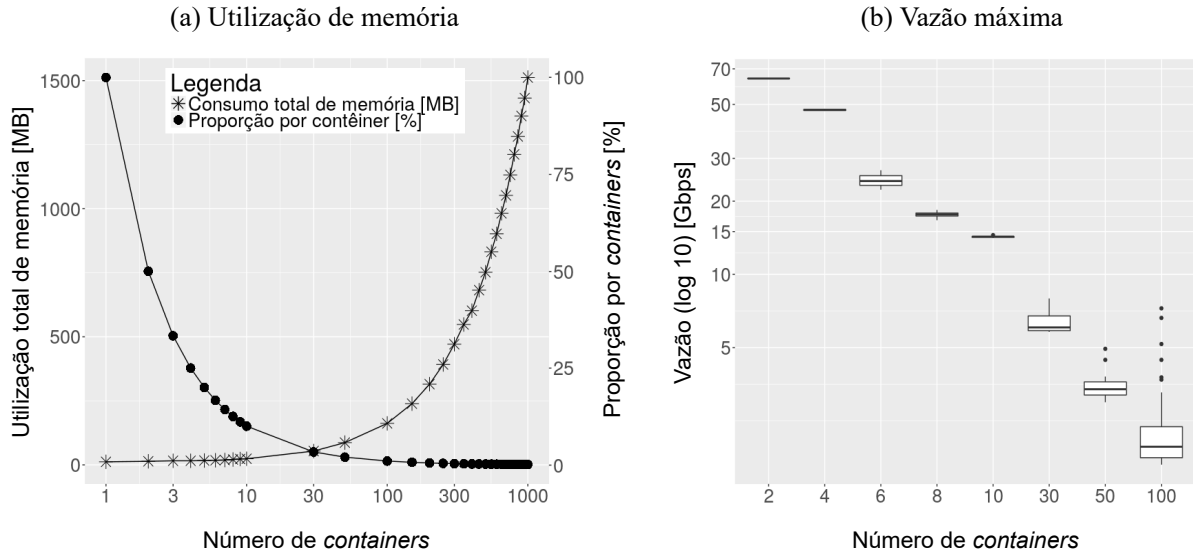 (a) Utilização de memória
Utilização total de memória [MB]
1500
1000
500
0
Legenda
Consumo total de memória [MB]
Proporção por contêiner [%]
100
75
50
25
0
Proporção por containers [%]
1 3 10 30 100 300 1000
Número de containers
(b) Vazão máxima
Vazão (log 10) [Gbps]
70
50
30
20
15
10
5
2 4 6 8 10 30 50 100
Número de containers